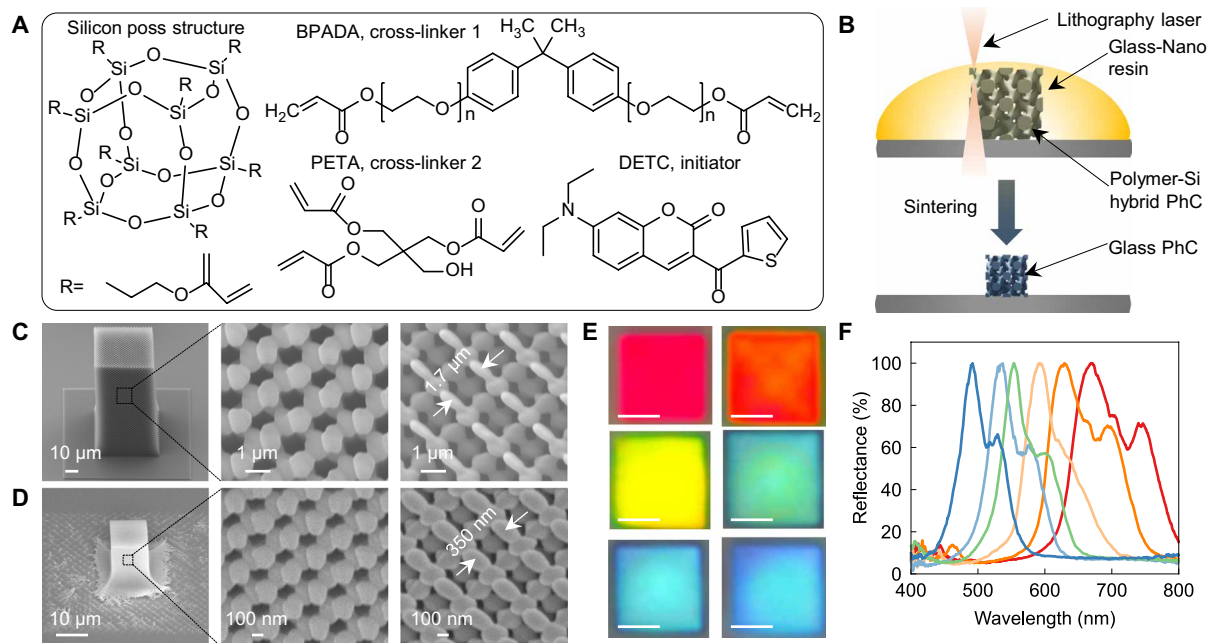 A
Silicon poss structure
R
R
Si
O
Si
O
O
O
R
Si
O
Si
R
O
O
O
O
R
Si
O
Si
R
O
O
R
Si
O
Si
R
O
R=
O
BPADA, cross-linker 1
H₃C
CH₃
H₂C
O
O
O
n
O
n
O
O
CH₂
PETA, cross-linker 2
O
O
O
O
O
O
OH
DETC, initiator
N
O
O
O
S
B
Lithography laser
Glass-Nano
resin
Polymer-Si
hybrid PhC
Sintering
Glass PhC
C
10 µm
1 µm
1.7 µm
1 µm
D
10 µm
100 nm
350 nm
100 nm
E
F
Reflectance (%)
100
80
60
40
20
0
400 500 600 700 800
Wavelength (nm)